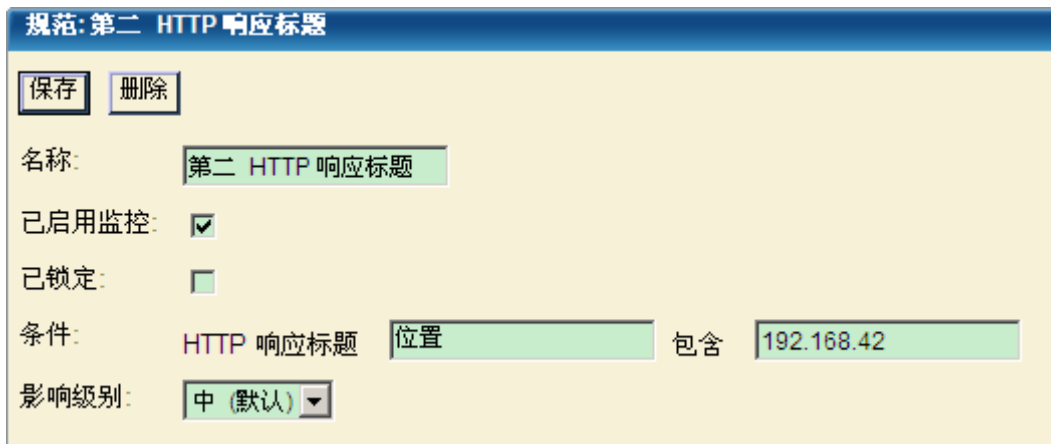 规范: 第二 HTTP 响应标题
保存 删除
名称: 第二 HTTP 响应标题
已启用监控:
已锁定:
条件: HTTP 响应标题 位置 包含 192.168.42
影响级别: 中 (默认)